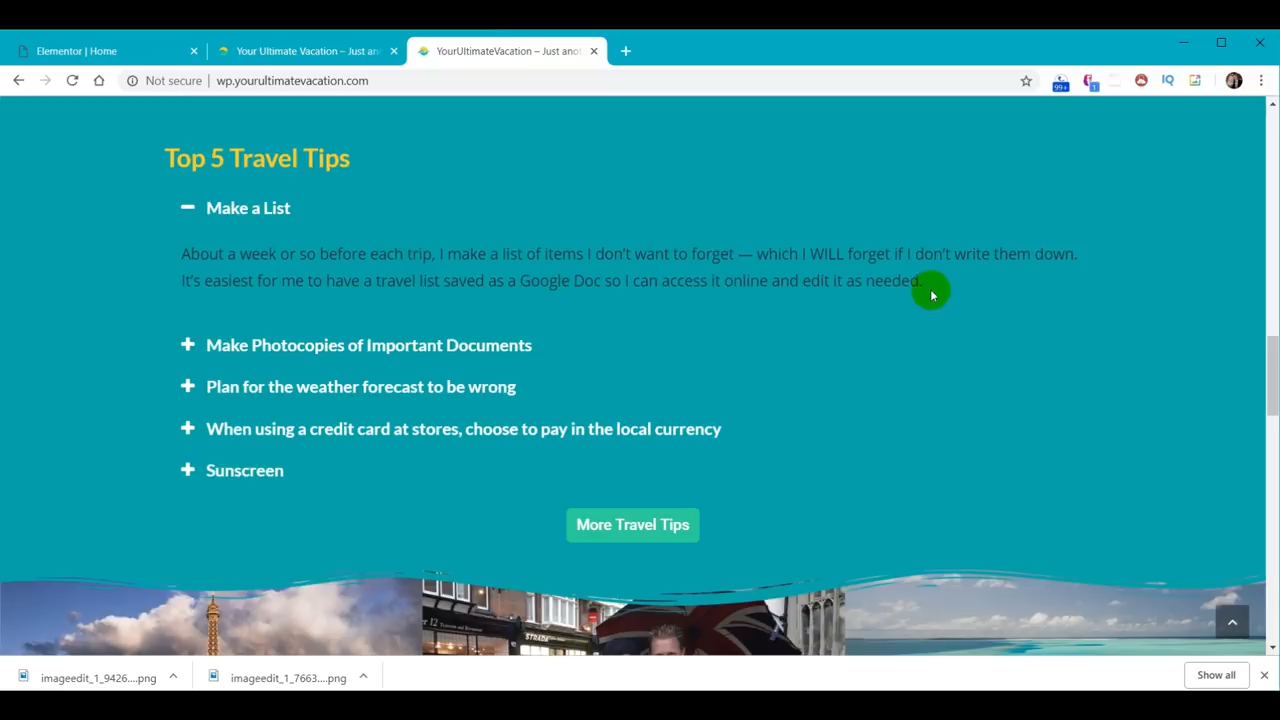 Elementor | Home
Your Ultimate Vacation – Just an
YourUltimateVacation – Just anot
Not secure
wp.yourultimatevacation.com
99+
1
IQ
Top 5 Travel Tips
Make a List
About a week or so before each trip, I make a list of items I don't want to forget — which I WILL forget if I don't write them down.
It's easiest for me to have a travel list saved as a Google Doc so I can access it online and edit it as needed.
Make Photocopies of Important Documents
Plan for the weather forecast to be wrong
When using a credit card at stores, choose to pay in the local currency
Sunscreen
More Travel Tips
STRADA
imageedit_1_9426....png
imageedit_1_7663....png
Show all